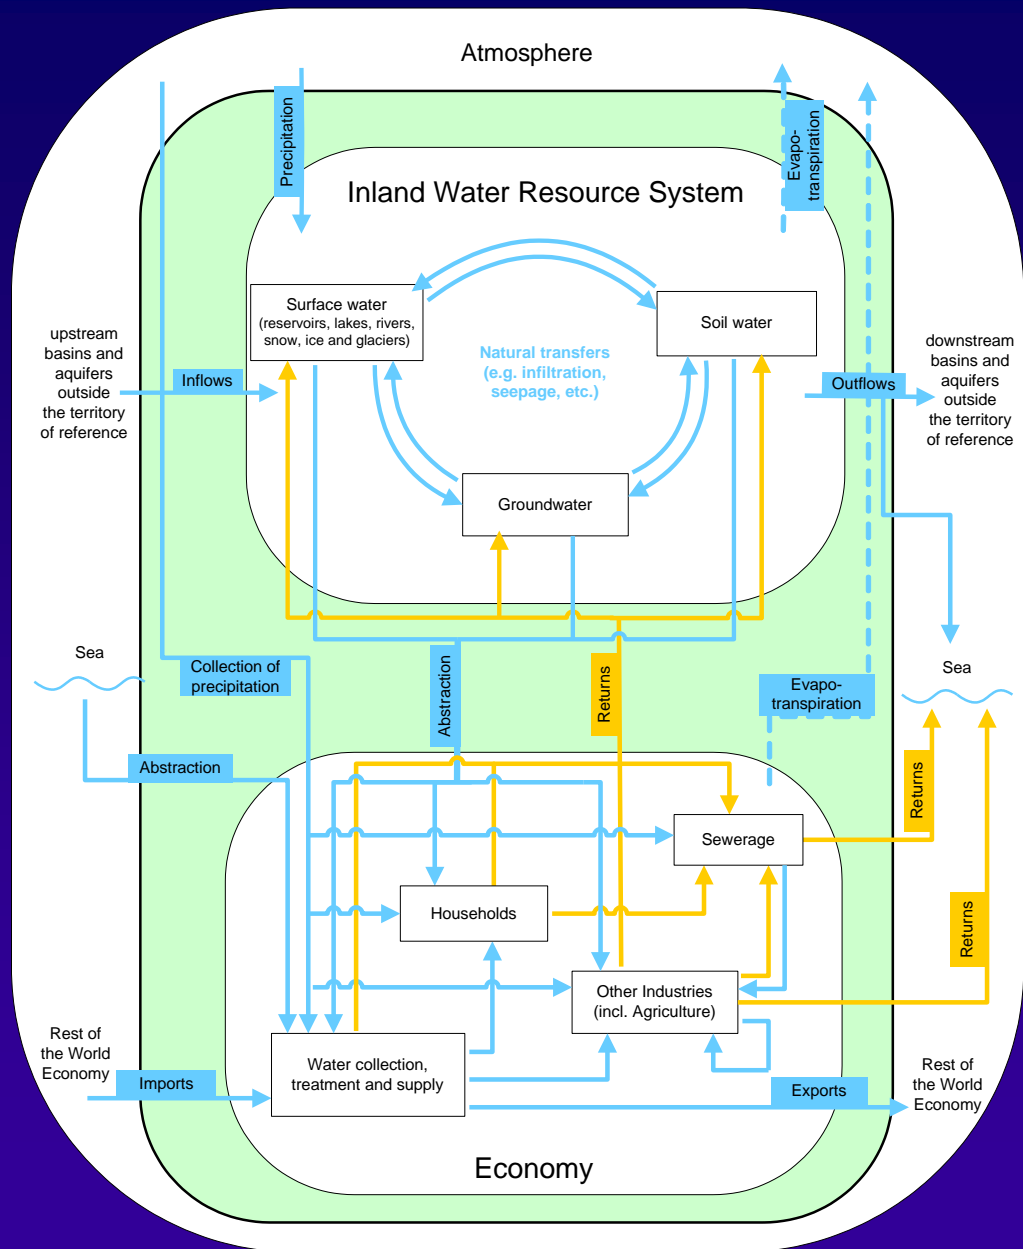 Atmosphere
Precipitation
Evapo-
transpiration
Inland Water Resource System
Surface water
(reservoirs, lakes, rivers,
snow, ice and glaciers)
Soil water
Natural transfers
(e.g. infiltration,
seepage, etc.)
upstream
basins and
aquifers
outside
the territory
of reference
Inflows
Outflows
downstream
basins and
aquifers
outside
the territory
of reference
Groundwater
Sea
Collection of
precipitation
Abstraction
Returns
Evapo-
transpiration
Sea
Abstraction
Returns
Sewerage
Households
Returns
Other Industries
(incl. Agriculture)
Rest of
the World
Economy
Imports
Water collection,
treatment and supply
Exports
Rest of
the World
Economy
Economy